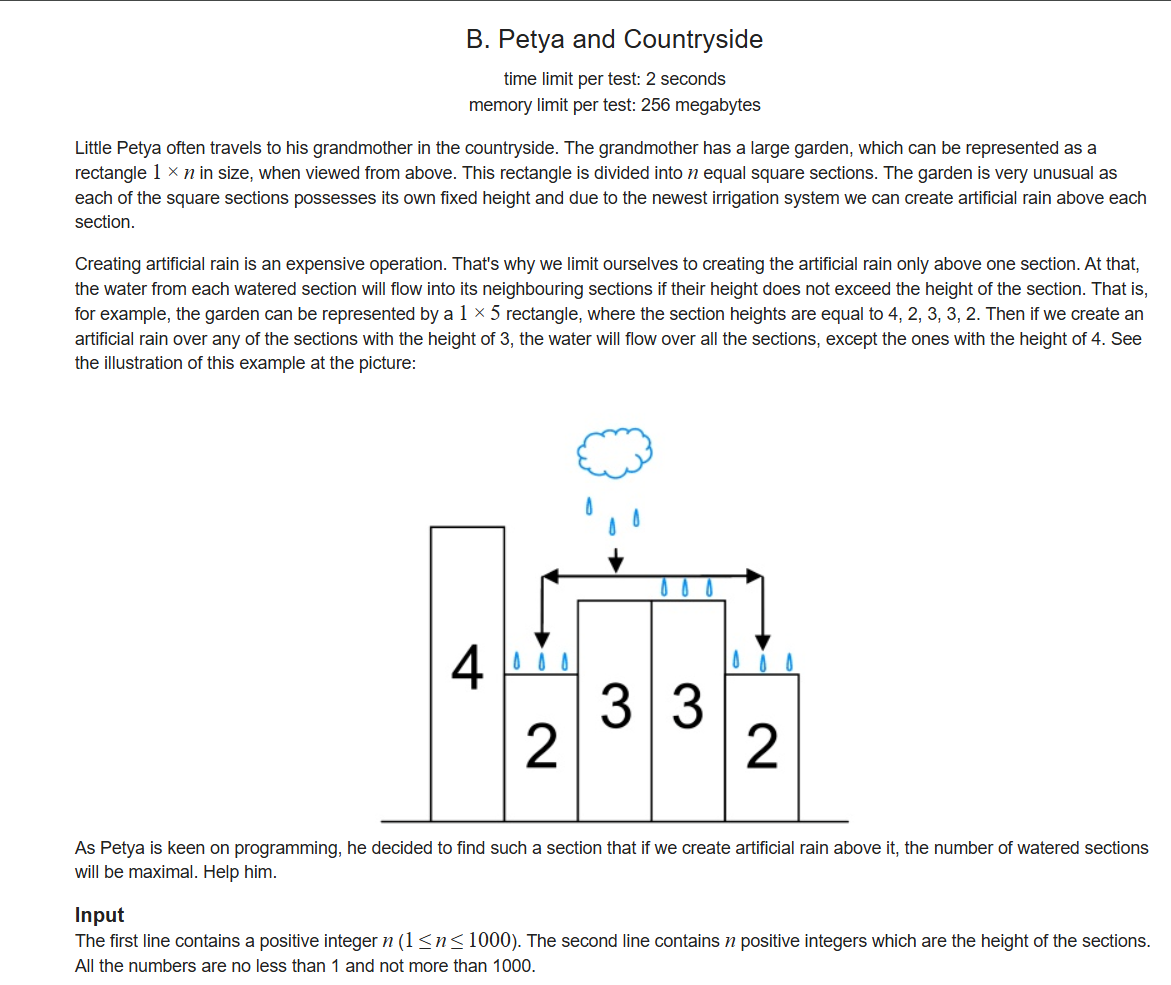 B. Petya and Countryside
time limit per test: 2 seconds
memory limit per test: 256 megabytes
Little Petya often travels to his grandmother in the countryside. The grandmother has a large garden, which can be represented as a
rectangle 1 × n in size, when viewed from above. This rectangle is divided into n equal square sections. The garden is very unusual as
each of the square sections possesses its own fixed height and due to the newest irrigation system we can create artificial rain above each
section.
Creating artificial rain is an expensive operation. That's why we limit ourselves to creating the artificial rain only above one section. At that,
the water from each watered section will flow into its neighbouring sections if their height does not exceed the height of the section. That is,
for example, the garden can be represented by a 1 × 5 rectangle, where the section heights are equal to 4, 2, 3, 3, 2. Then if we create an
artificial rain over any of the sections with the height of 3, the water will flow over all the sections, except the ones with the height of 4. See
the illustration of this example at the picture:
4
2
3
3
2
As Petya is keen on programming, he decided to find such a section that if we create artificial rain above it, the number of watered sections
will be maximal. Help him.
Input
The first line contains a positive integer n (1 ≤ n ≤ 1000). The second line contains n positive integers which are the height of the sections.
All the numbers are no less than 1 and not more than 1000.